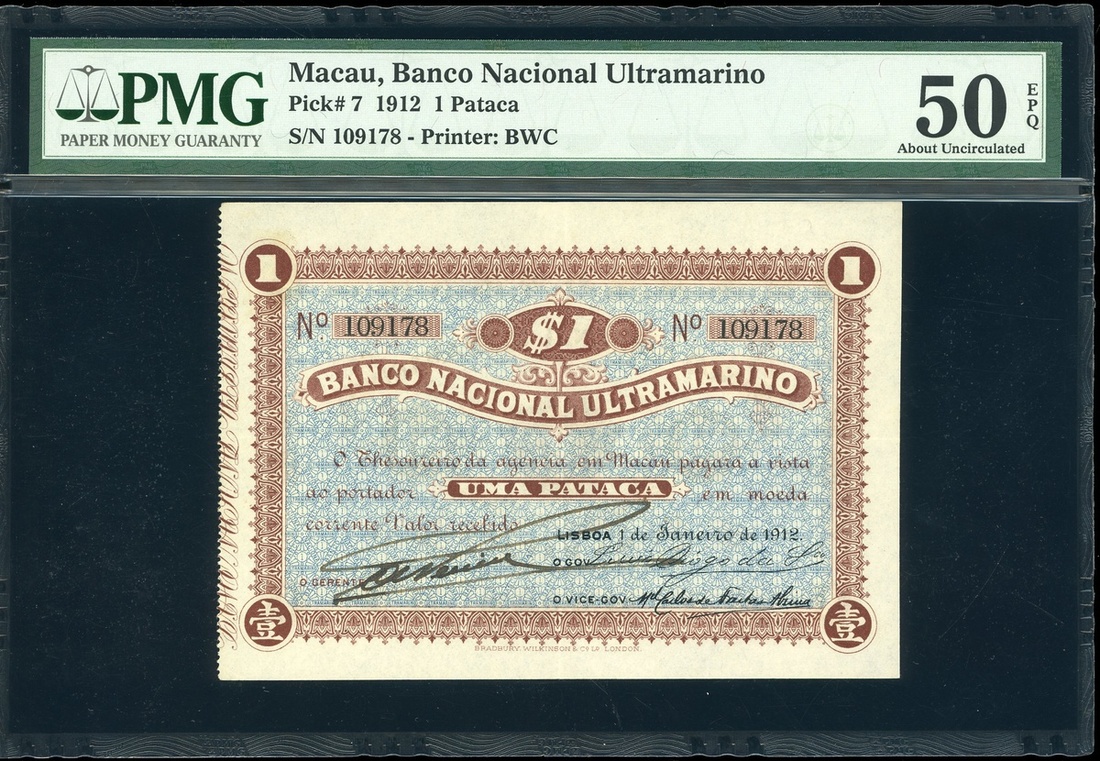 PMG
PAPER MONEY GUARANTY
Macau, Banco Nacional Ultramarino
Pick# 7 1912 1 Pataca
S/N 109178 - Printer: BWC
50
EPQ
About Uncirculated
1 1
Nº 109178 $1 Nº 109178
BANCO NACIONAL ULTRAMARINO
O Thesoureiro da agencia em Macau pagará á vista
ao portador UMA PATACA em moeda
corrente Valor recebido
LISBOA 1 de Janeiro de 1912.
O GERENTE
O GOV
O VICE-GOV
壹 壹
BRADBURY, WILKINSON & Cº Lº LONDON.